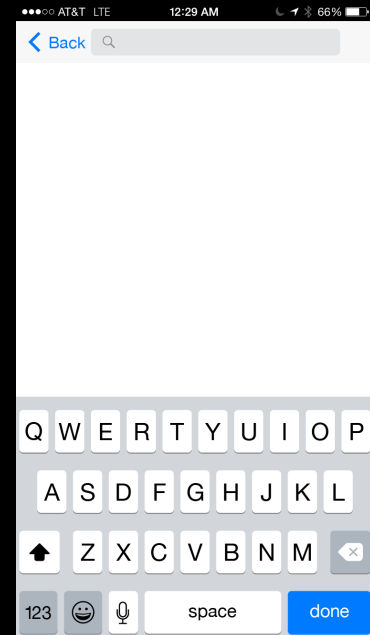 AT&T LTE 12:29 AM 66%
Back
Q W E R T Y U I O P
A S D F G H J K L
Z X C V B N M
123 space done